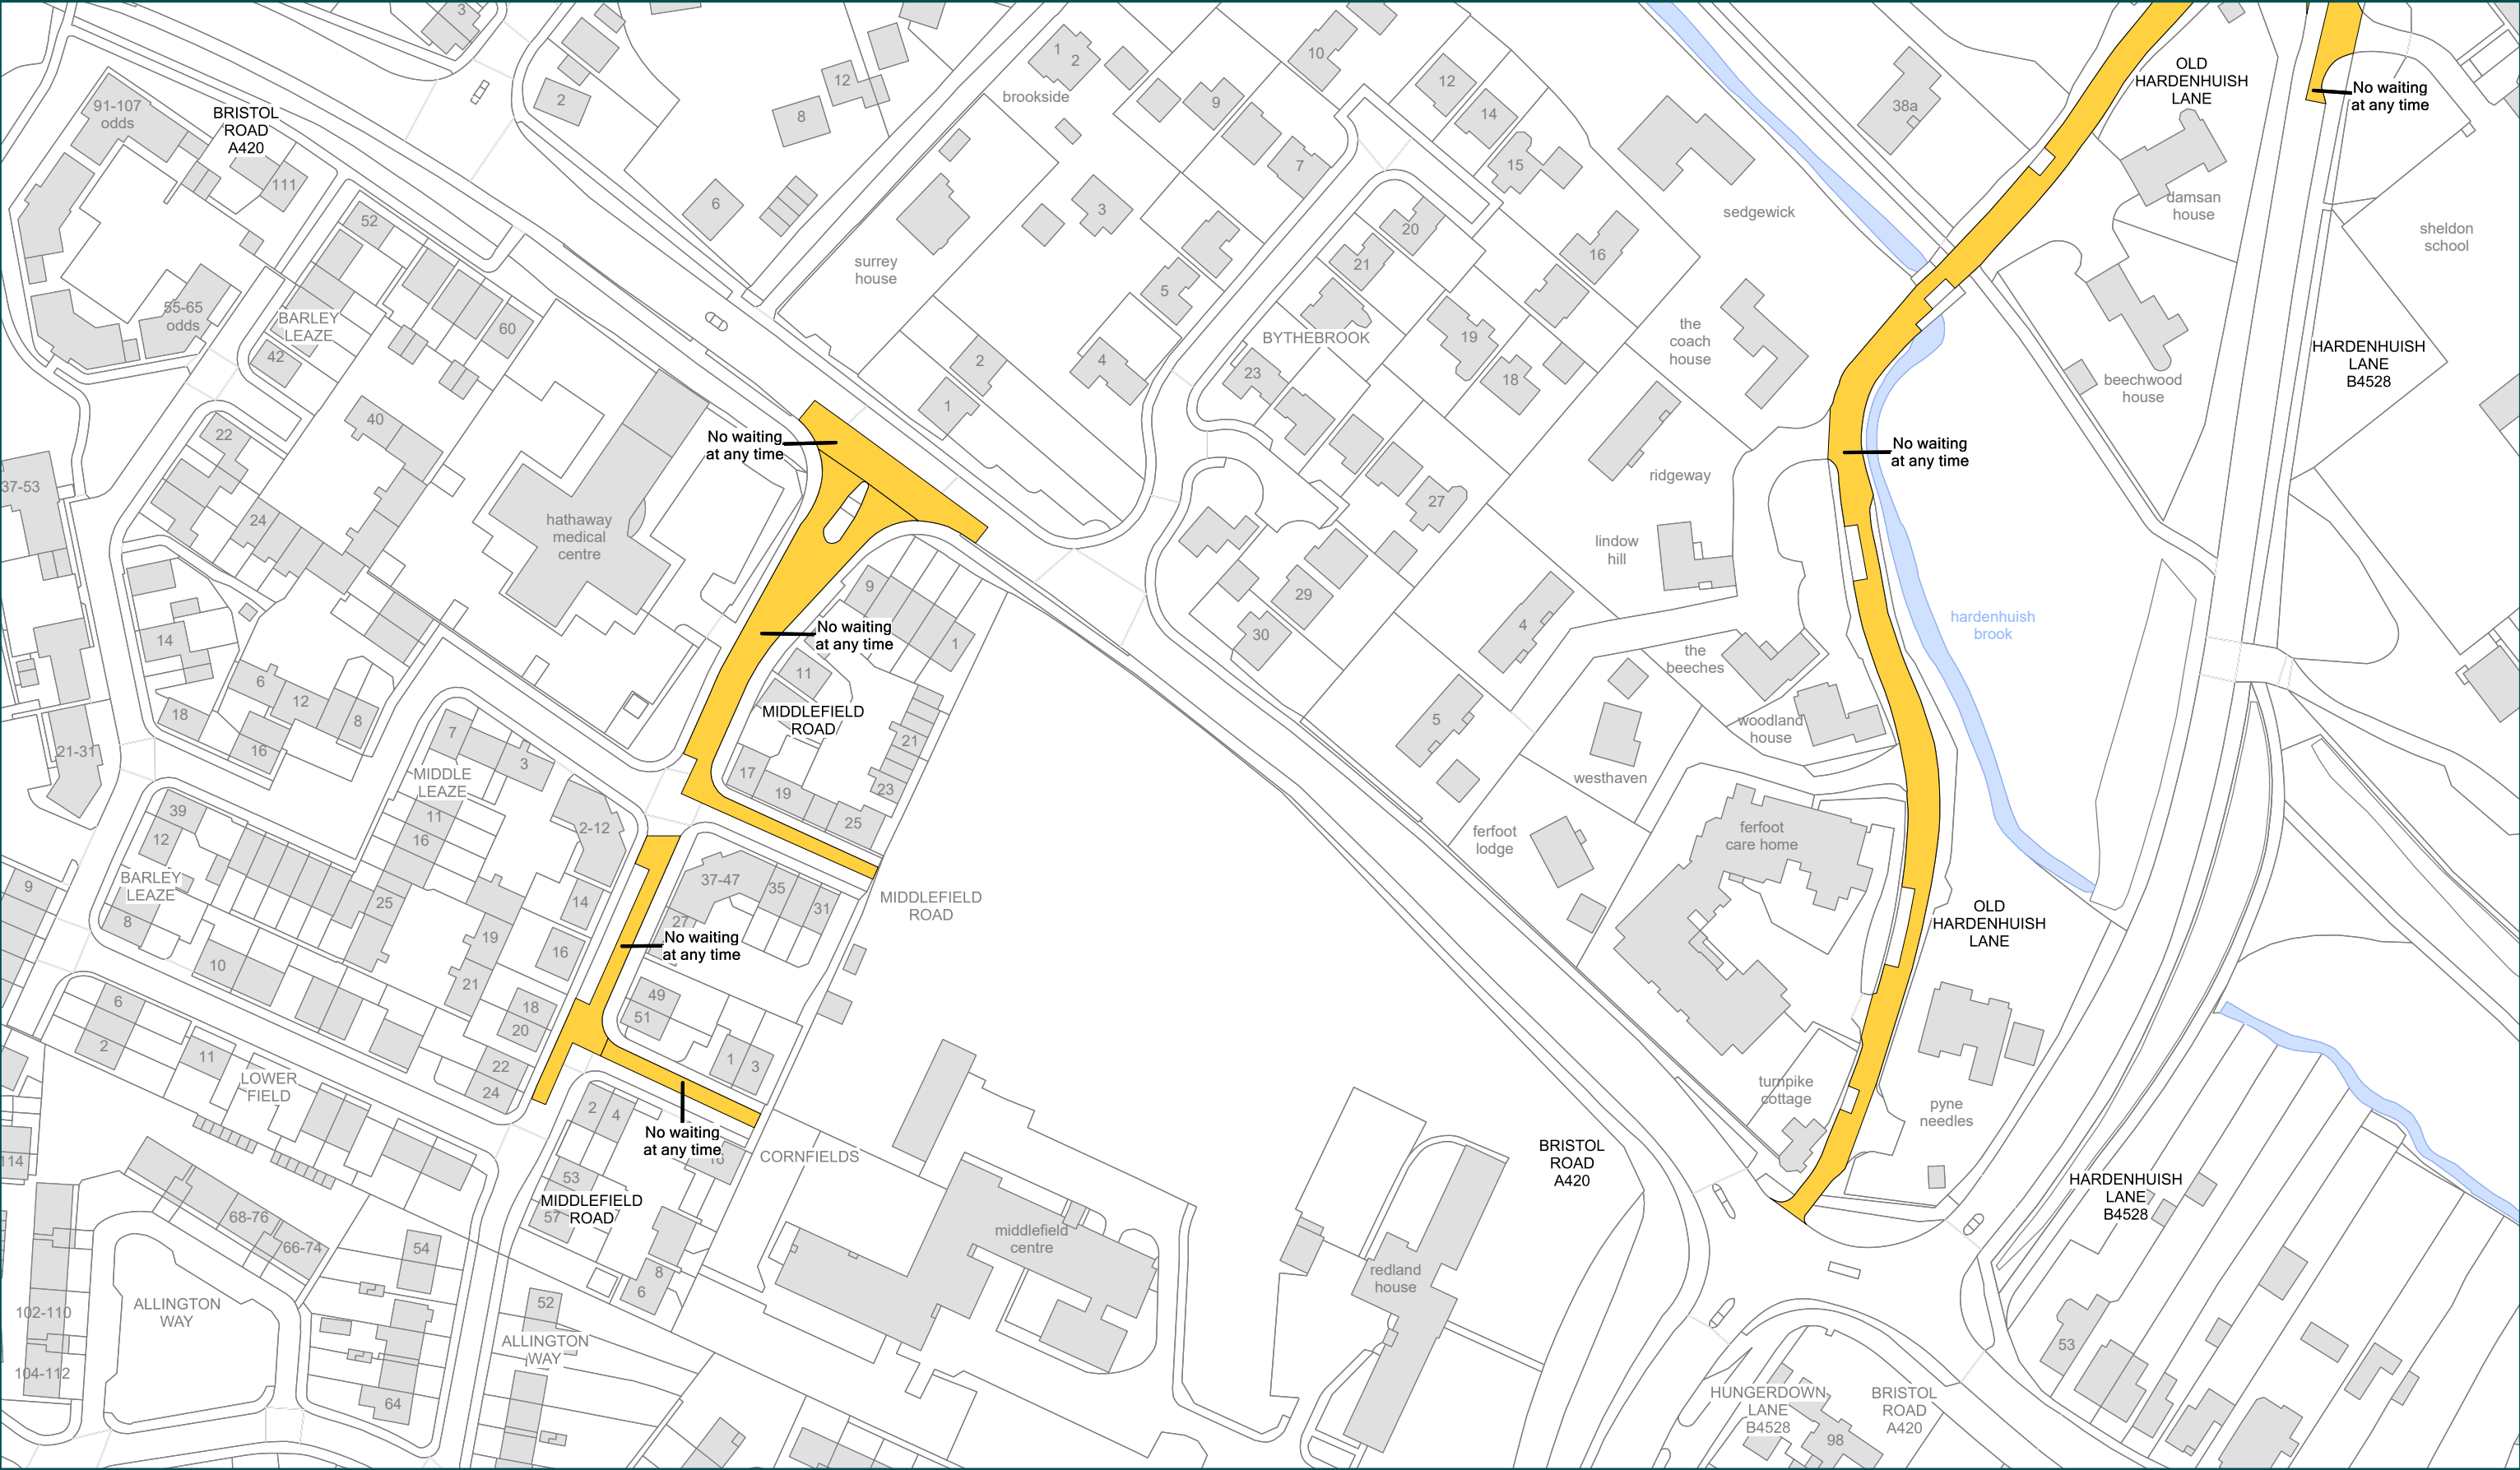 3
91-107
odds
BRISTOL
ROAD
A420
111
2
8
12
6
52
55-65
odds
BARLEY
LEAZE
42
60
1
2
brookside
10
9
7
12
14
15
3
surrey
house
5
4
2
1
20
21
16
BYTHEBROOK
23
19
18
27
29
30
sedgewick
38a
OLD
HARDENHUISH
LANE
No waiting
at any time
damsan
house
sheldon
school
HARDENHUISH
LANE
B4528
the
coach
house
beechwood
house
22
40
37-53
24
hathaway
medical
centre
No waiting
at any time
No waiting
at any time
ridgeway
lindow
hill
4
hardenhuish
brook
the
beeches
woodland
house
westhaven
5
14
6
12
8
18
16
21-31
9
1
No waiting
at any time
11
MIDDLEFIELD
ROAD
21
17
19
23
25
7
3
MIDDLE
LEAZE
11
16
2-12
39
12
BARLEY
LEAZE
8
9
25
19
14
16
10
21
18
20
22
24
37-47
35
31
27
No waiting
at any time
MIDDLEFIELD
ROAD
49
51
1
3
6
2
11
LOWER
FIELD
2
4
No waiting
at any time
16
CORNFIELDS
53
MIDDLEFIELD
ROAD
57
8
6
114
68-76
66-74
54
52
ALLINGTON
WAY
ALLINGTON
WAY
102-110
104-112
64
middlefield
centre
redland
house
BRISTOL
ROAD
A420
ferfoot
lodge
ferfoot
care home
OLD
HARDENHUISH
LANE
turnpike
cottage
pyne
needles
HARDENHUISH
LANE
B4528
53
HUNGERDOWN
LANE
B4528
BRISTOL
ROAD
A420
98